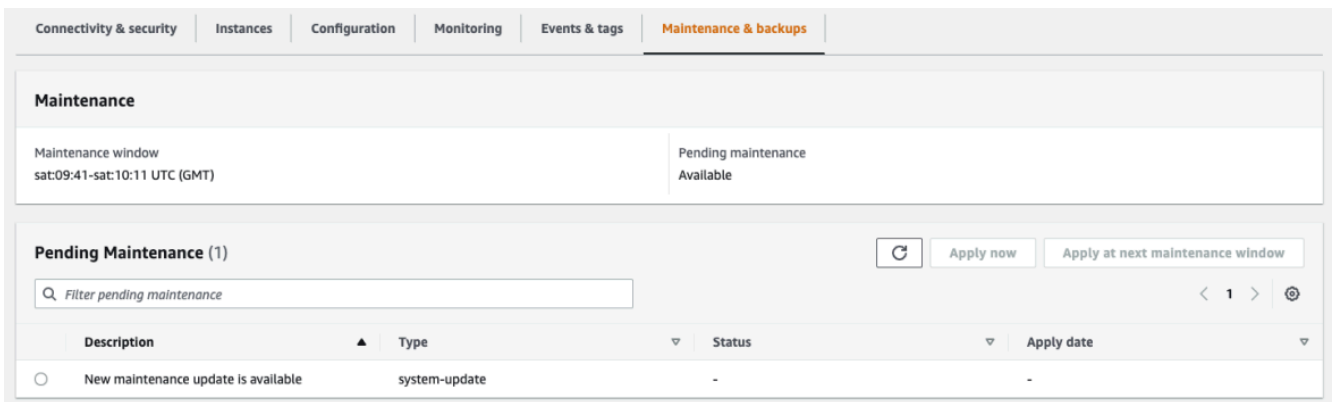 Connectivity & security Instances Configuration Monitoring Events & tags Maintenance & backups
Maintenance
Maintenance window Pending maintenance
sat:09:41-sat:10:11 UTC (GMT) Available
Pending Maintenance (1) Apply now Apply at next maintenance window
Filter pending maintenance 1
Description Type Status Apply date
New maintenance update is available system-update - -